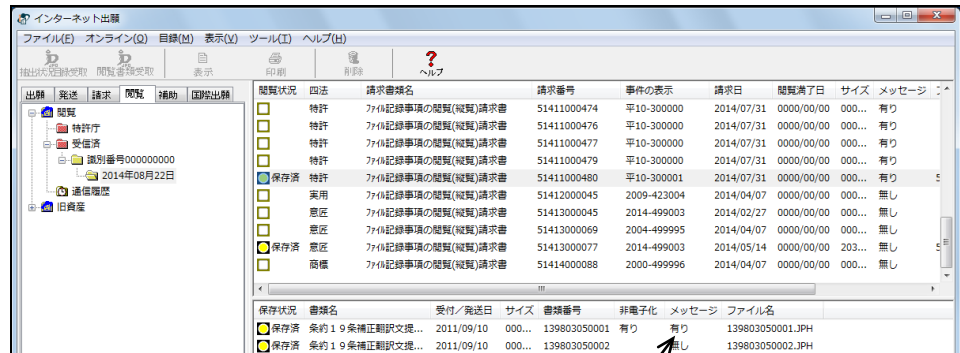 インターネット出願
ファイル(F) オンライン(O) 目録(M) 表示(V) ツール(T) ヘルプ(H)
抽出状況目録受取 閲覧書類受取 表示 印刷 削除 ヘルプ
出願 発送 請求 閲覧 補助 国際出願
閲覧
特許庁
受信済
識別番号000000000
2014年08月22日
通信履歴
旧資産
閲覧状況 四法 請求書類名 請求番号 事件の表示 請求日 閲覧満了日 サイズ メッセージ
特許 ファイル記録事項の閲覧(縦覧)請求書 51411000474 平10-300000 2014/07/31 0000/00/00 000... 有り
特許 ファイル記録事項の閲覧(縦覧)請求書 51411000476 平10-300000 2014/07/31 0000/00/00 000... 有り
特許 ファイル記録事項の閲覧(縦覧)請求書 51411000477 平10-300000 2014/07/31 0000/00/00 000... 有り
特許 ファイル記録事項の閲覧(縦覧)請求書 51411000479 平10-300000 2014/07/31 0000/00/00 000... 有り
保存済 特許 ファイル記録事項の閲覧(縦覧)請求書 51411000480 平10-300001 2014/07/31 0000/00/00 000... 有り 5
実用 ファイル記録事項の閲覧(縦覧)請求書 51412000045 2009-423004 2014/04/07 0000/00/00 000... 無し
意匠 ファイル記録事項の閲覧(縦覧)請求書 51413000045 2014-499003 2014/02/27 0000/00/00 000... 無し
意匠 ファイル記録事項の閲覧(縦覧)請求書 51413000069 2004-499995 2014/04/07 0000/00/00 000... 無し
保存済 意匠 ファイル記録事項の閲覧(縦覧)請求書 51413000077 2014-499003 2014/05/14 0000/00/00 203... 無し 5
商標 ファイル記録事項の閲覧(縦覧)請求書 51414000088 2000-499996 2014/04/07 0000/00/00 000... 無し
保存状況 書類名 受付/発送日 サイズ 書類番号 非電子化 メッセージ ファイル名
保存済 条約19条補正翻訳文提... 2011/09/10 000... 139803050001 有り 有り 139803050001.JPH
保存済 条約19条補正翻訳文提... 2011/09/10 000... 139803050002 無し 139803050002.JPH